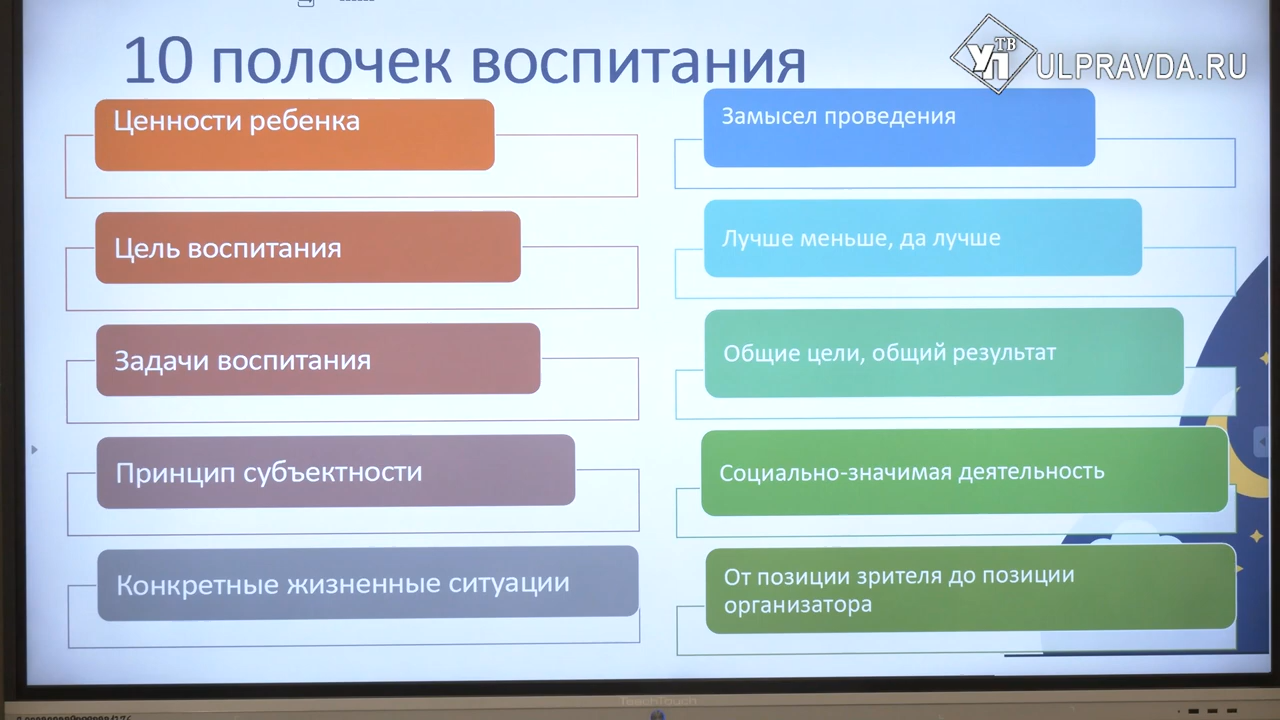 10 полочек воспитания
УП
ТВ
ULPRAVDA.RU
Ценности ребенка
Цель воспитания
Задачи воспитания
Принцип субъектности
Конкретные жизненные ситуации
Замысел проведения
Лучше меньше, да лучше
Общие цели, общий результат
Социально-значимая деятельность
От позиции зрителя до позиции
организатора
TeachTouch